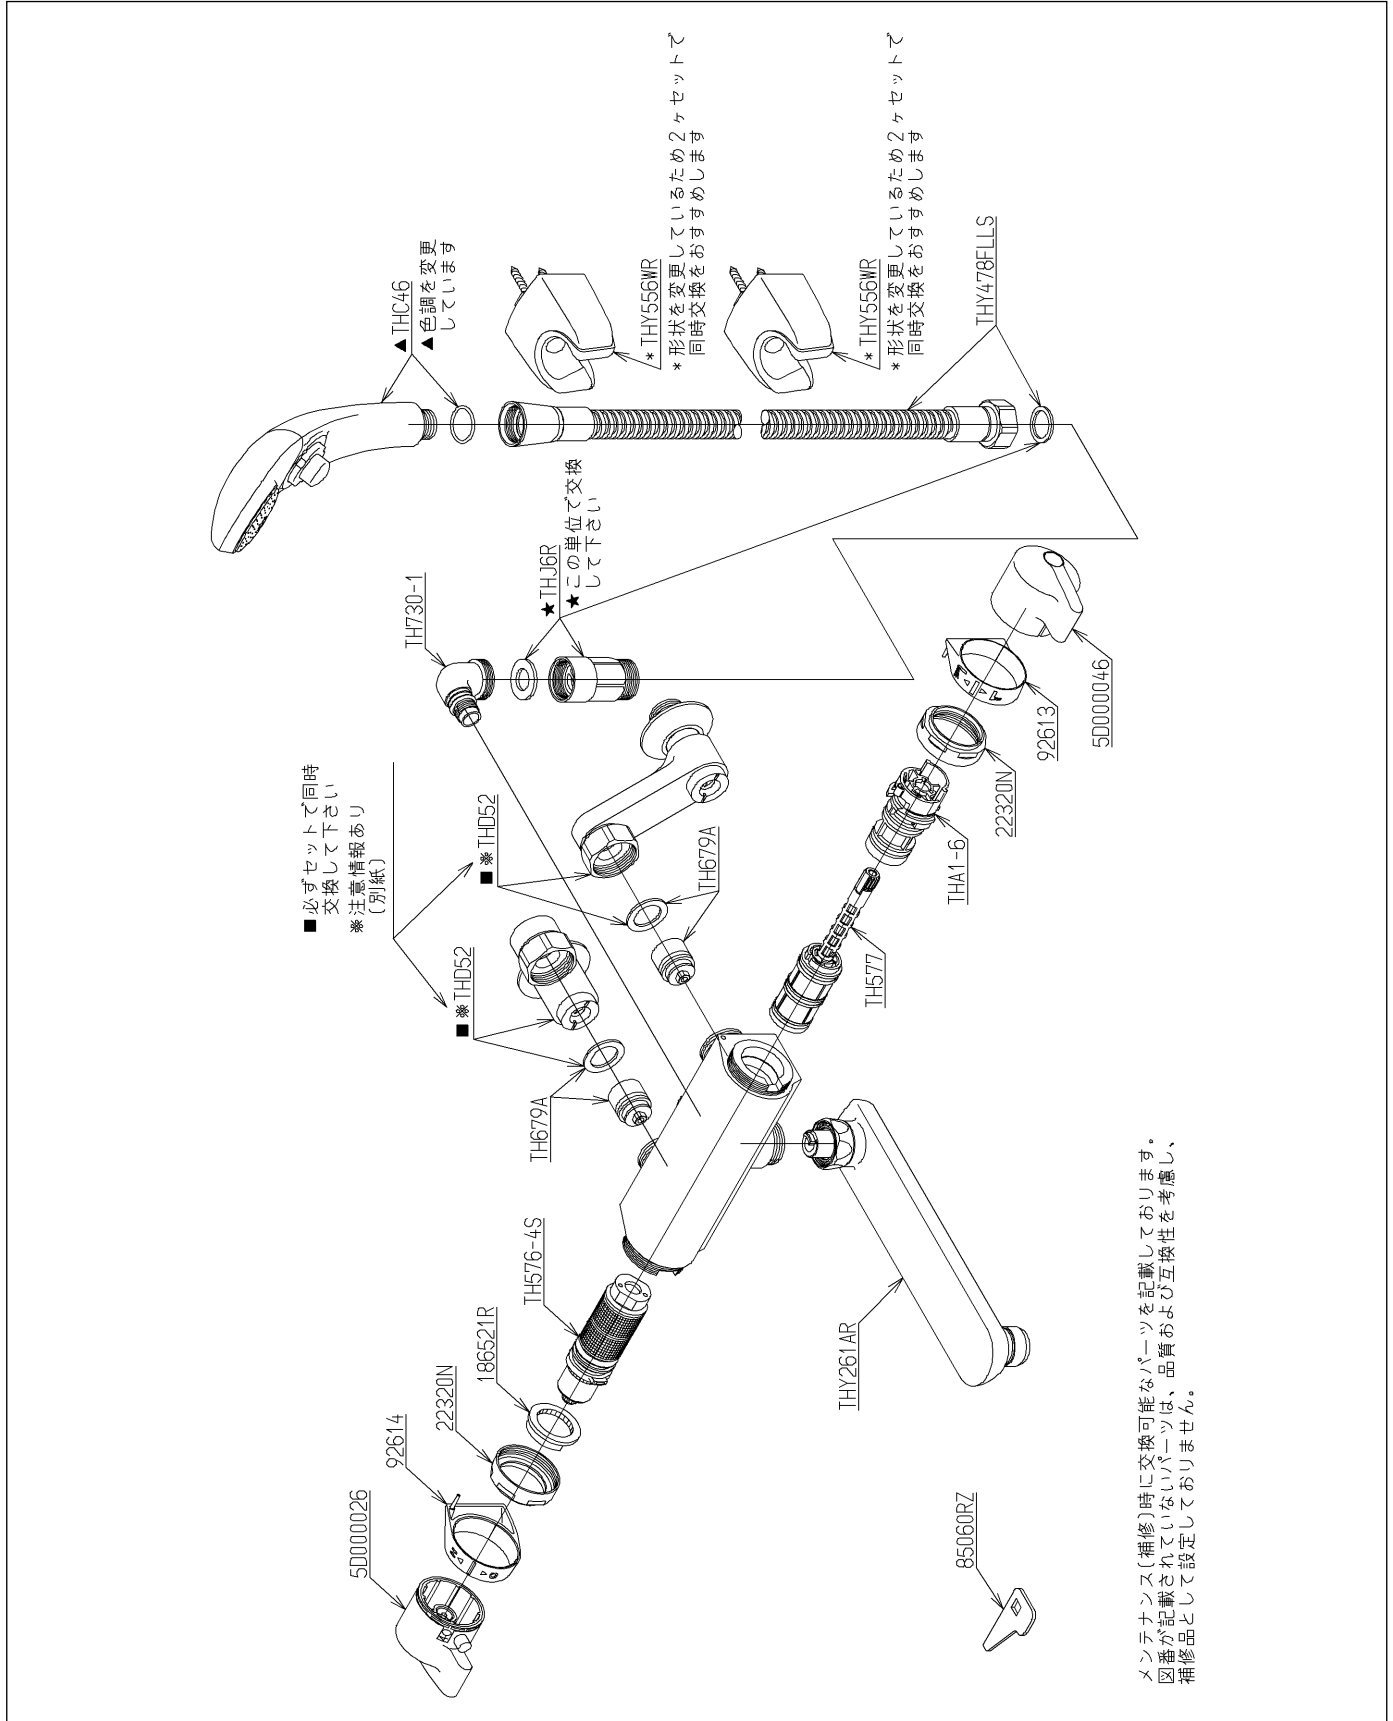 ▲THC46
▲色調を変更
しています
*THY556WR
*形状を変更しているため2ヶセットで
同時交換をおすすめします
*THY556WR
*形状を変更しているため2ヶセットで
同時交換をおすすめします
THY478FLLS
TH730-1
★THJ6R
★この単位で交換
して下さい
■必ずセットで同時
交換して下さい
※注意情報あり
(別紙)
■※THD52
■※THD52
TH679A
TH679A
5D000046
92613
22320N
THA1-6
TH577
TH576-4S
186521R
22320N
92614
5D000026
THY261AR
85060RZ
メンテナンス(補修)時に交換可能なパーツを記載しております。
図番が記載されていないパーツは、品質および互換性を考慮し、
補修品として設定しておりません。